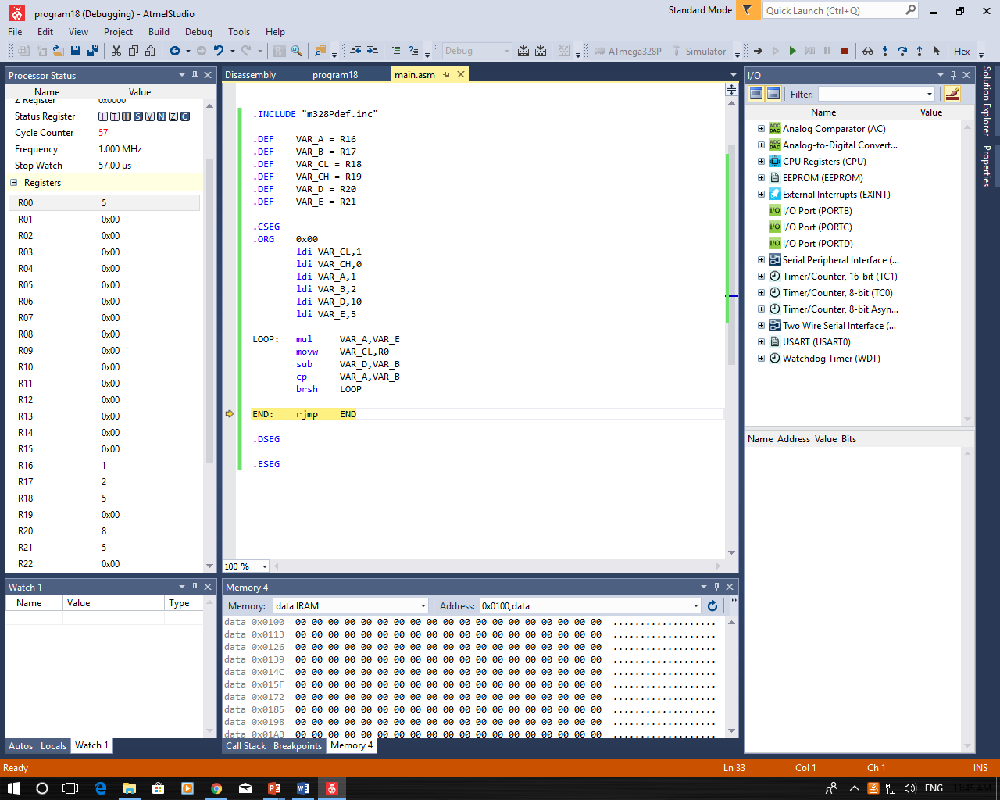 program18 (Debugging) - AtmelStudio
Standard Mode
Quick Launch (Ctrl+Q)
File Edit View Project Build Debug Tools Help
Debug
ATmega328P
Simulator
Hex
Processor Status
Name Value
Z Register 0x0000
Status Register I T H S V N Z C
Cycle Counter 57
Frequency 1.000 MHz
Stop Watch 57.00 µs
Registers
R00 5
R01 0x00
R02 0x00
R03 0x00
R04 0x00
R05 0x00
R06 0x00
R07 0x00
R08 0x00
R09 0x00
R10 0x00
R11 0x00
R12 0x00
R13 0x00
R14 0x00
R15 0x00
R16 1
R17 2
R18 5
R19 0x00
R20 8
R21 5
R22 0x00
Disassembly program18 main.asm
.INCLUDE "m328Pdef.inc"
.DEF VAR_A = R16
.DEF VAR_B = R17
.DEF VAR_CL = R18
.DEF VAR_CH = R19
.DEF VAR_D = R20
.DEF VAR_E = R21
.CSEG
.ORG 0x00
ldi VAR_CL,1
ldi VAR_CH,0
ldi VAR_A,1
ldi VAR_B,2
ldi VAR_D,10
ldi VAR_E,5
LOOP: mul VAR_A,VAR_E
movw VAR_CL,R0
sub VAR_D,VAR_B
cp VAR_A,VAR_B
brsh LOOP
END: rjmp END
.DSEG
.ESEG
100 %
I/O
Filter:
Name Value
ADC DAC Analog Comparator (AC)
ADC DAC Analog-to-Digital Convert...
CPU Registers (CPU)
EEPROM (EEPROM)
External Interrupts (EXINT)
I/O I/O Port (PORTB)
I/O I/O Port (PORTC)
I/O I/O Port (PORTD)
Serial Peripheral Interface (...
Timer/Counter, 16-bit (TC1)
Timer/Counter, 8-bit (TC0)
Timer/Counter, 8-bit Asyn...
Two Wire Serial Interface (...
USART (USART0)
Watchdog Timer (WDT)
Name Address Value Bits
Solution Explorer
Properties
Watch 1
Name Value Type
Autos Locals Watch 1
Memory 4
Memory: data IRAM Address: 0x0100,data
data 0x0100 00 00 00 00 00 00 00 00 00 00 00 00 00 00 00 00 00 00 00 ...................
data 0x0113 00 00 00 00 00 00 00 00 00 00 00 00 00 00 00 00 00 00 00 ...................
data 0x0126 00 00 00 00 00 00 00 00 00 00 00 00 00 00 00 00 00 00 00 ...................
data 0x0139 00 00 00 00 00 00 00 00 00 00 00 00 00 00 00 00 00 00 00 ...................
data 0x014C 00 00 00 00 00 00 00 00 00 00 00 00 00 00 00 00 00 00 00 ...................
data 0x015F 00 00 00 00 00 00 00 00 00 00 00 00 00 00 00 00 00 00 00 ...................
data 0x0172 00 00 00 00 00 00 00 00 00 00 00 00 00 00 00 00 00 00 00 ...................
data 0x0185 00 00 00 00 00 00 00 00 00 00 00 00 00 00 00 00 00 00 00 ...................
data 0x0198 00 00 00 00 00 00 00 00 00 00 00 00 00 00 00 00 00 00 00 ...................
data 0x01AB 00 00 00 00 00 00 00 00 00 00 00 00 00 00 00 00 00 00 00 ...................
Call Stack Breakpoints Memory 4
Ready
Ln 33 Col 1 Ch 1 INS
ENG 11:45 AM